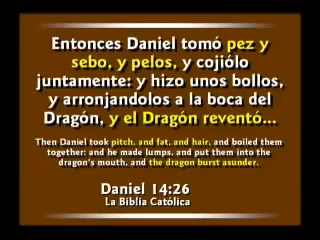 Entonces Daniel tomó pez y
sebo, y pelos, y cojiólo
juntamente: y hizo unos bollos,
y arronjandolos a la boca del
Dragón, y el Dragón reventó...
Then Daniel took pitch, and fat, and hair, and boiled them
together: and he made lumps, and put them into the
dragon's mouth, and the dragon burst asunder.
Daniel 14:26
La Biblia Católica